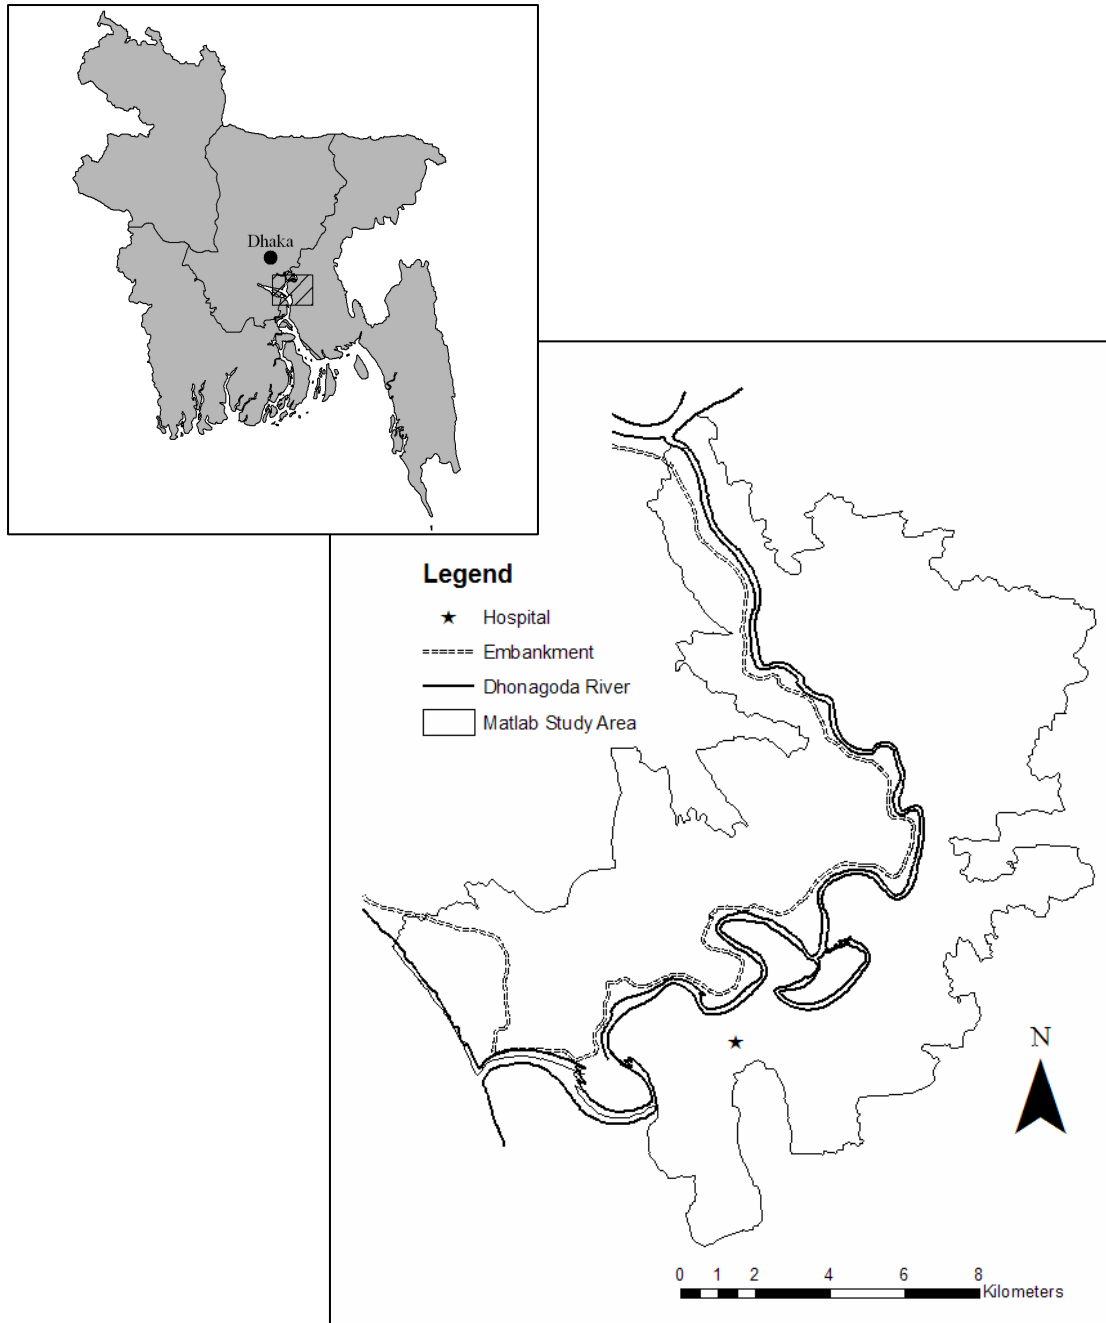 Dhaka
Legend
Hospital
Embankment
Dhonagoda River
Matlab Study Area
N
0 1 2 4 6 8
Kilometers